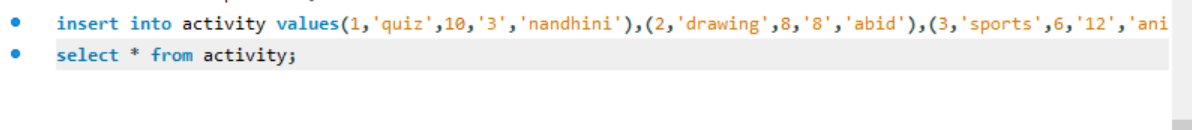 insert into activity values(1,'quiz',10,'3','nandhini'),(2,'drawing',8,'8','abid'),(3,'sports',6,'12','ani
select * from activity;